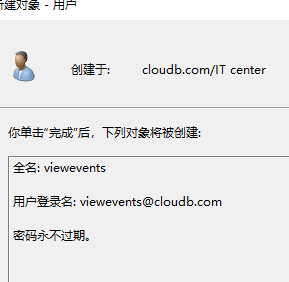 新建对象 - 用户
创建于: cloudb.com/IT center
你单击“完成”后，下列对象将被创建:
全名: viewevents
用户登录名: viewevents@cloudb.com
密码永不过期。